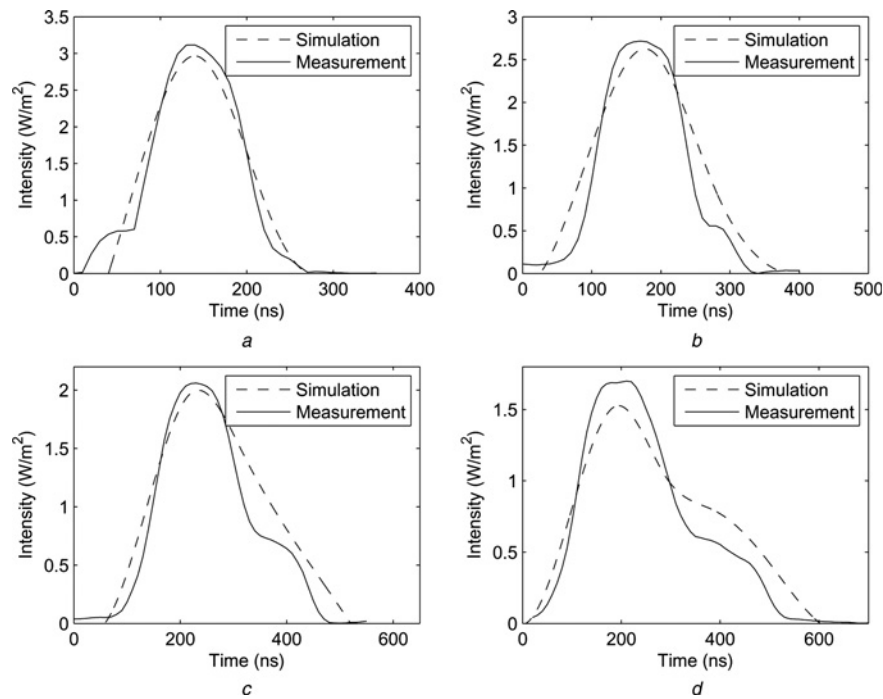 3.5
3
2.5
2
1.5
1
0.5
0
Intensity (W/m²)
Simulation
Measurement
0 100 200 300 400
Time (ns)
a
3
2.5
2
1.5
1
0.5
0
Intensity (W/m²)
Simulation
Measurement
0 100 200 300 400 500
Time (ns)
b
2
1.5
1
0.5
0
Intensity (W/m²)
Simulation
Measurement
0 200 400 600
Time (ns)
c
1.5
1
0.5
0
Intensity (W/m²)
Simulation
Measurement
0 200 400 600
Time (ns)
d